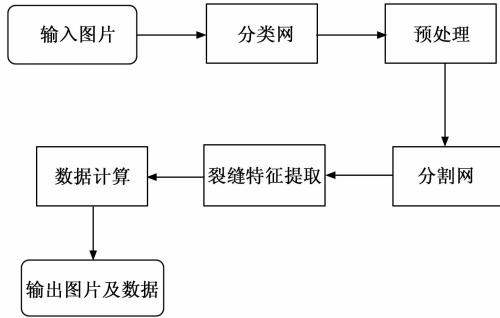 输入图片
分类网
预处理
分割网
裂缝特征提取
数据计算
输出图片及数据